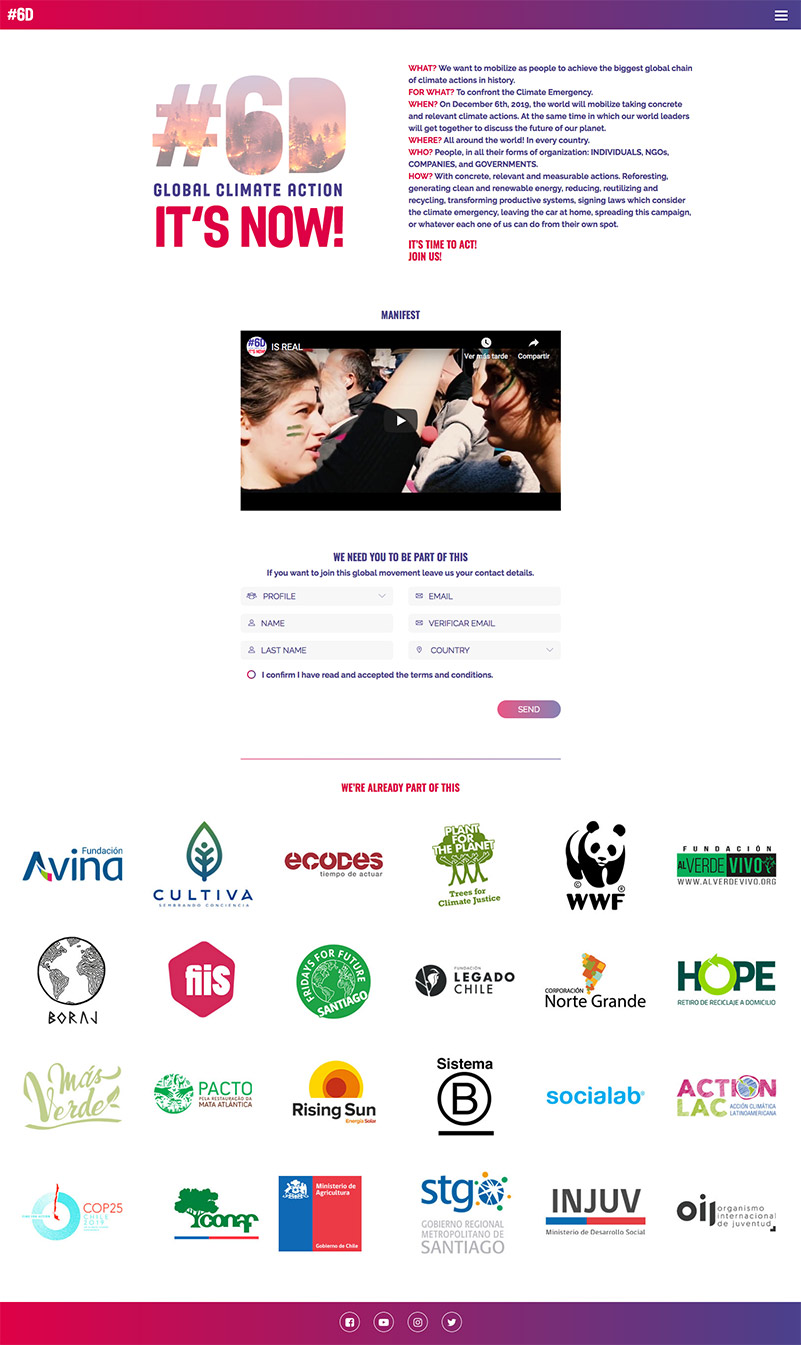 #6D
#6D
GLOBAL CLIMATE ACTION
IT'S NOW!
WHAT? We want to mobilize as people to achieve the biggest global chain
of climate actions in history.
FOR WHAT? To confront the Climate Emergency.
WHEN? On December 6th, 2019, the world will mobilize taking concrete
and relevant climate actions. At the same time in which our world leaders
will get together to discuss the future of our planet.
WHERE? All around the world! In every country.
WHO? People, in all their forms of organization: INDIVIDUALS, NGOs,
COMPANIES, and GOVERNMENTS.
HOW? With concrete, relevant and measurable actions. Reforesting,
generating clean and renewable energy, reducing, reutilizing and
recycling, transforming productive systems, signing laws which consider
the climate emergency, leaving the car at home, spreading this campaign,
or whatever each one of us can do from their own spot.
IT'S TIME TO ACT!
JOIN US!
MANIFEST
#6D
IT'S NOW!
IS REAL
Ver más tarde
Compartir
WE NEED YOU TO BE PART OF THIS
If you want to join this global movement leave us your contact details.
PROFILE
EMAIL
NAME
VERIFICAR EMAIL
LAST NAME
COUNTRY
I confirm I have read and accepted the terms and conditions.
SEND
WE'RE ALREADY PART OF THIS
Fundación
Avina
CULTIVA
SEMBRANDO CONCIENCIA
ecodes
tiempo de actuar
PLANT
FOR
THE PLANET
Trees for
Climate Justice
©
WWF®
FUNDACIÓN
AL VERDE VIVO
WWW.ALVERDEVIVO.ORG
BORAJ
fiis
FRIDAYS FOR FUTURE
SANTIAGO
FUNDACIÓN
LEGADO
CHILE
CORPORACIÓN
Norte Grande
HOPE
RETIRO DE RECICLAJE A DOMICILIO
Más
Verde
PACTO
PELA RESTAURAÇÃO DA
MATA ATLÂNTICA
Rising Sun
Energía Solar
Sistema
B
socialab®
ACTION
LAC
ACCIÓN CLIMÁTICA
LATINOAMERICANA
COP25
CHILE
2019
conaf
Ministerio de
Agricultura
Gobierno de Chile
stgo
GOBIERNO REGIONAL
METROPOLITANO DE
SANTIAGO
INJUV
Ministerio de Desarrollo Social
oij
organismo
internacional
de juventud